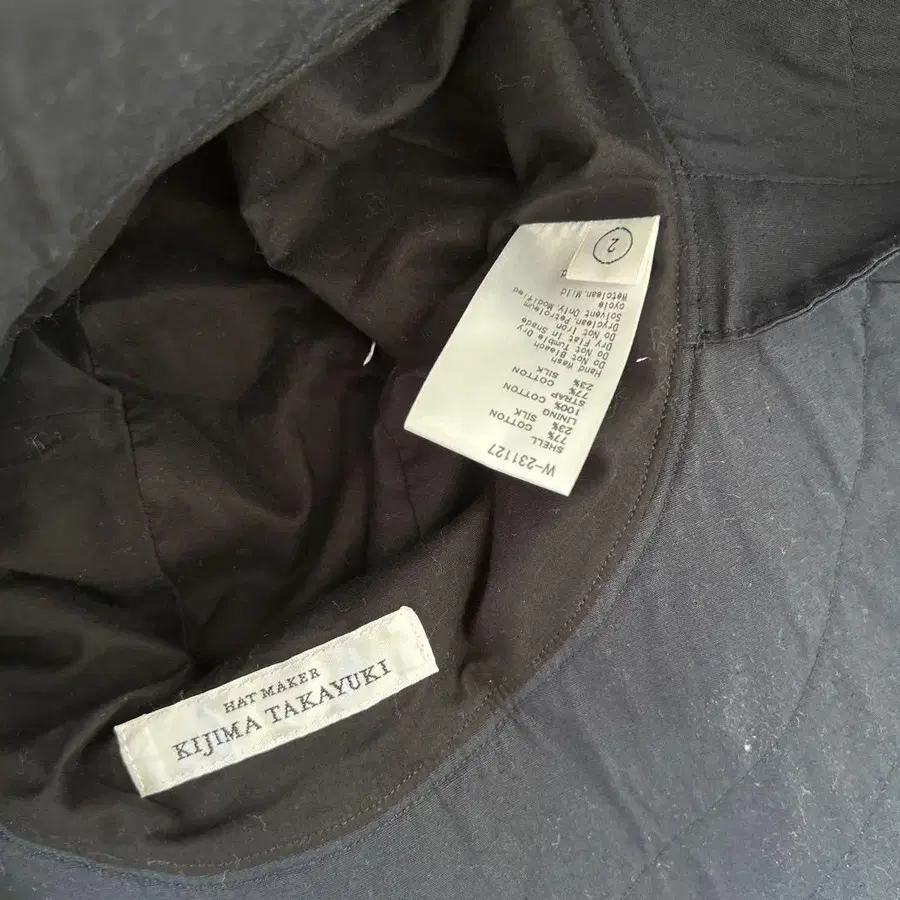 W-231127
SHELL
77% COTTON
23% SILK
LINING
100% COTTON
STRAP
77% COTTON
23% SILK
Hand Wash
Do Not Bleach
Do Not Tumble Dry
Dry Flat In Shade
Do Not Iron
Dryclean.Petroleum
Solvent Only.Modified
cycle
Wetclean.Mild
2
HAT MAKER
KIJIMA TAKAYUKI